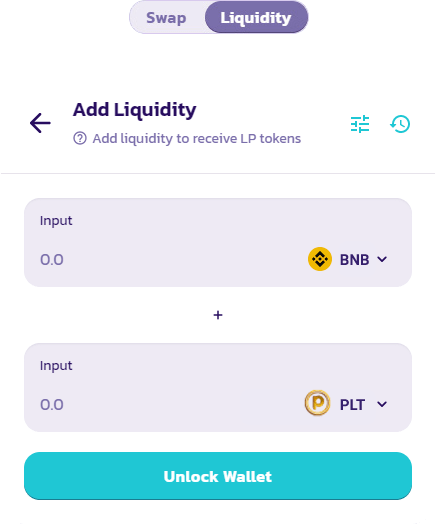 Swap
Liquidity
Add Liquidity
Add liquidity to receive LP tokens
Input
0.0
BNB
+
Input
0.0
PLT
Unlock Wallet